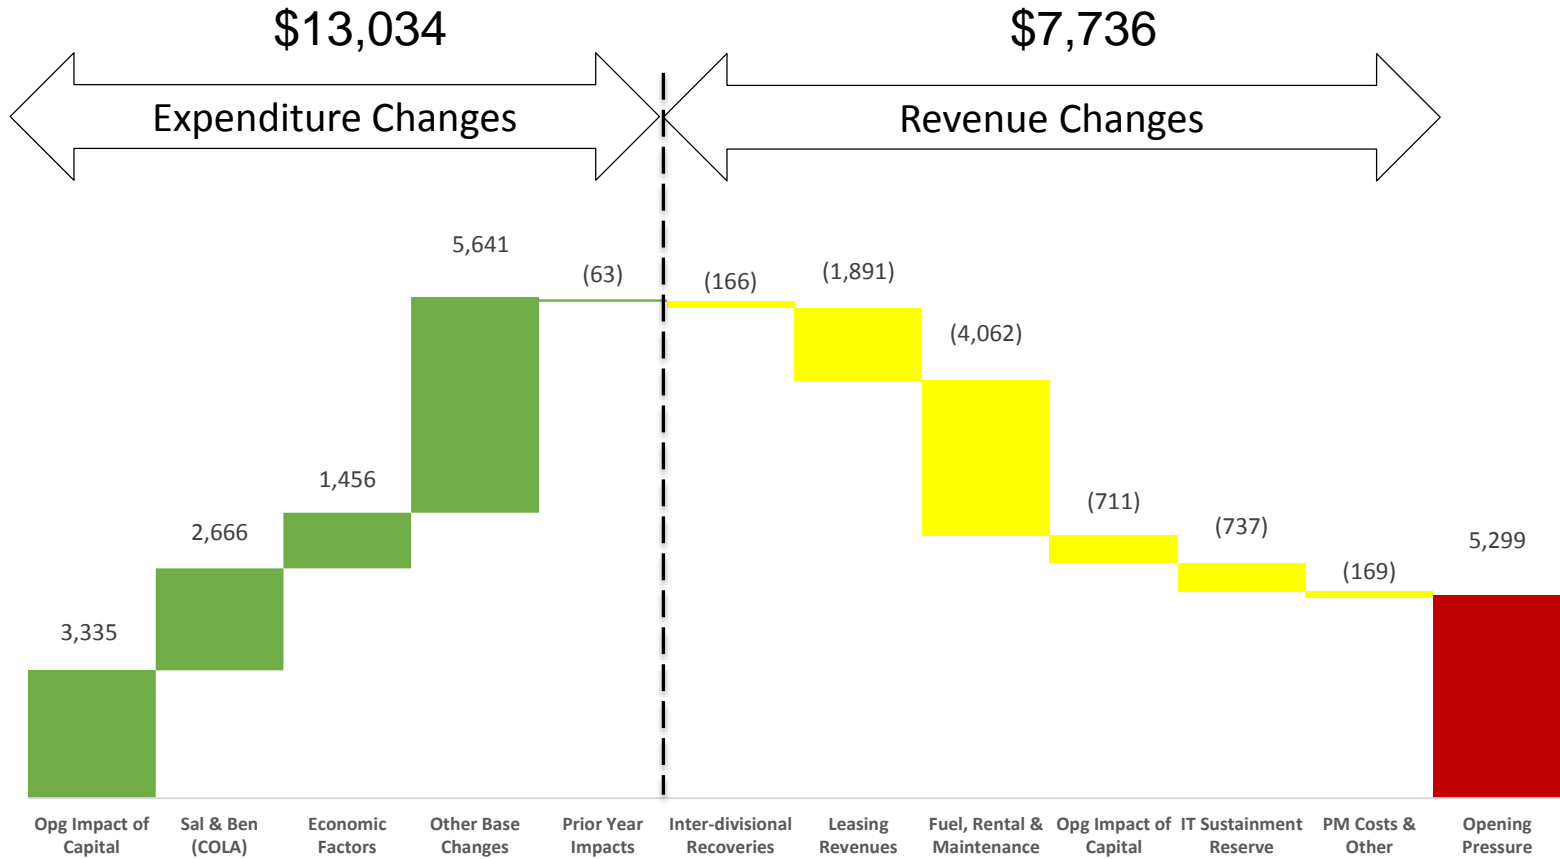 $13,034
$7,736
Expenditure Changes
Revenue Changes
3,335
2,666
1,456
5,641
(63)
(166)
(1,891)
(4,062)
(711)
(737)
(169)
5,299
Opg Impact of
Capital
Sal & Ben
(COLA)
Economic
Factors
Other Base
Changes
Prior Year
Impacts
Inter-divisional
Recoveries
Leasing
Revenues
Fuel, Rental &
Maintenance
Opg Impact of
Capital
IT Sustainment
Reserve
PM Costs &
Other
Opening
Pressure